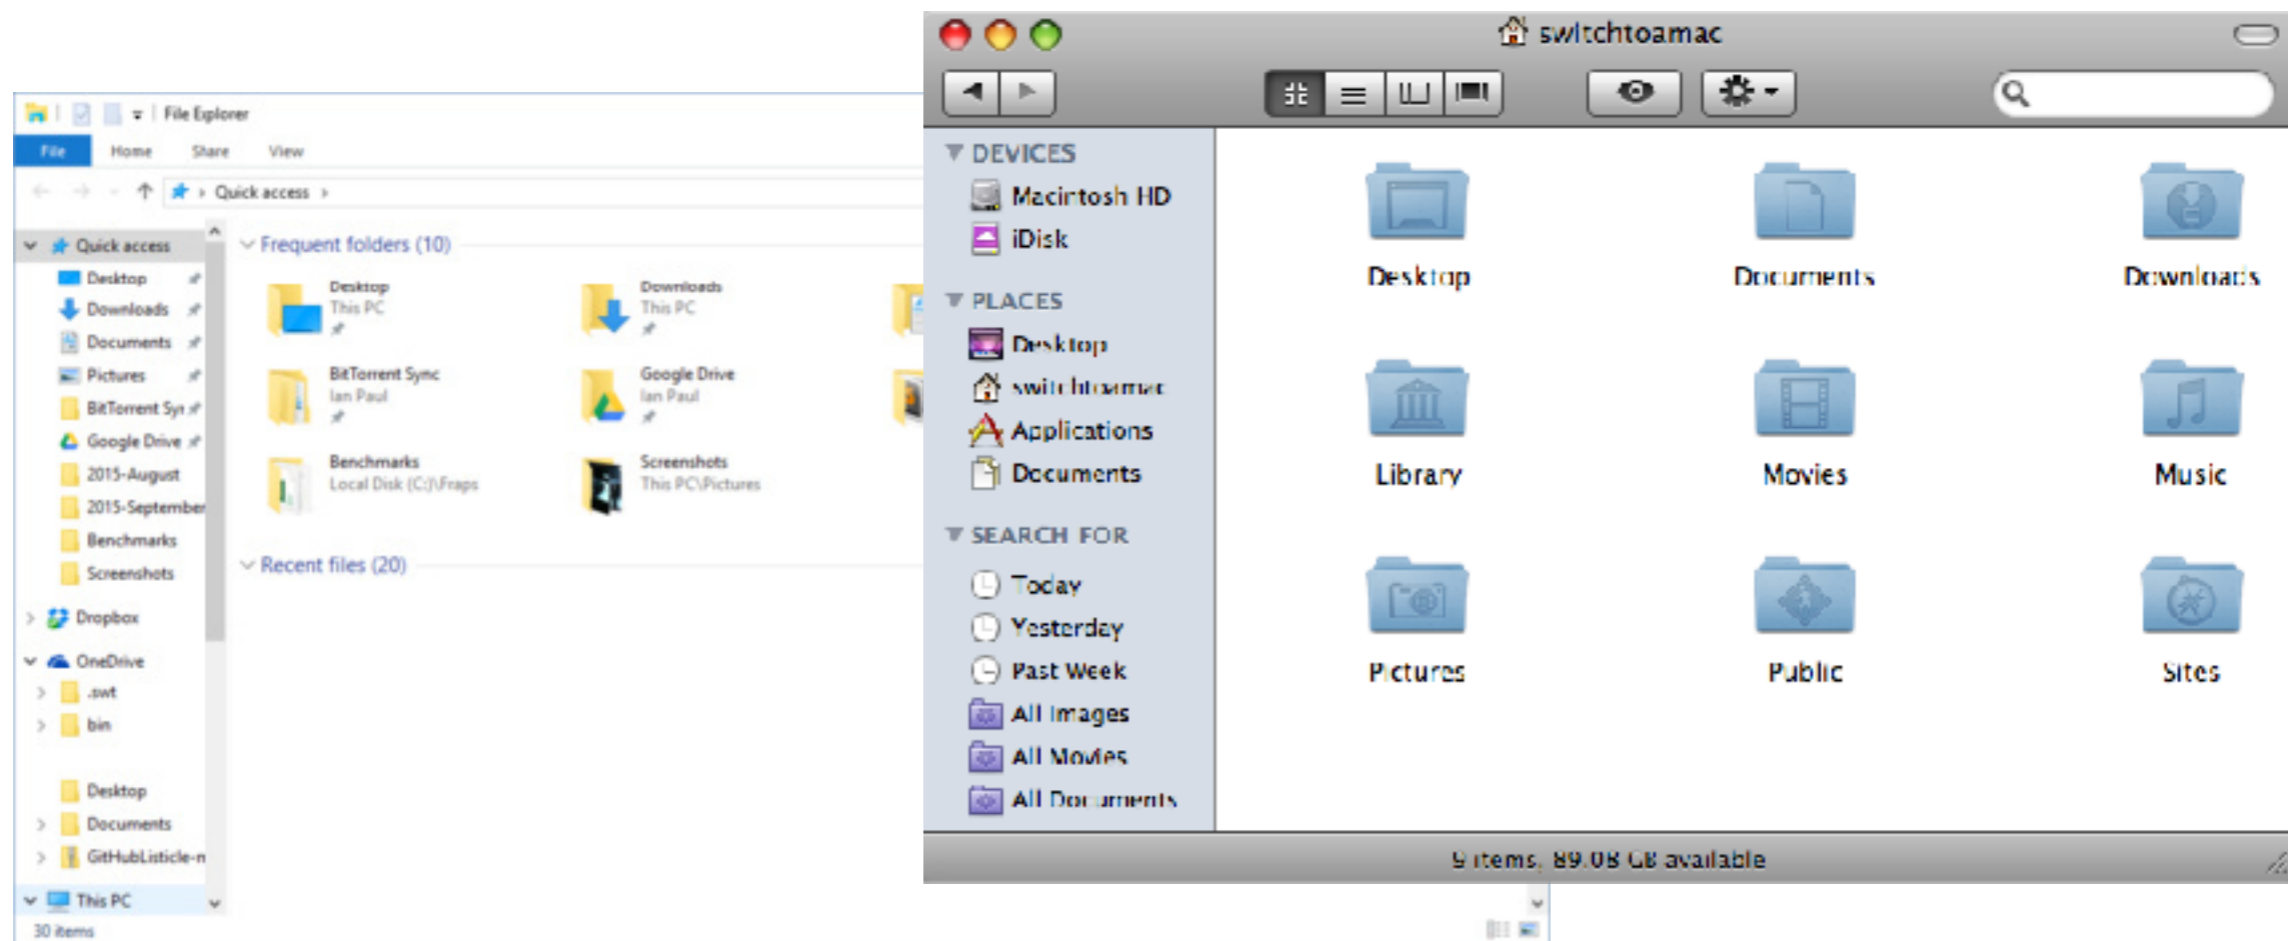 File Explorer
File Home Share View
Quick access
Quick access
Desktop
Downloads
Documents
Pictures
BitTorrent Syn
Google Drive
2015-August
2015-September
Benchmarks
Screenshots
Dropbox
OneDrive
.swt
bin
Desktop
Documents
GitHubListicle-n
This PC
30 items
Frequent folders (10)
Desktop
This PC
Downloads
This PC
BitTorrent Sync
Ian Paul
Google Drive
Ian Paul
Benchmarks
Local Disk (C:)\Fraps
Screenshots
This PC\Pictures
Recent files (20)
switchtoamac
DEVICES
Macintosh HD
iDisk
PLACES
Desktop
switchtoamac
Applications
Documents
SEARCH FOR
Today
Yesterday
Past Week
All Images
All Movies
All Documents
Desktop Documents Downloads
Library Movies Music
Pictures Public Sites
9 items, 89.08 GB available